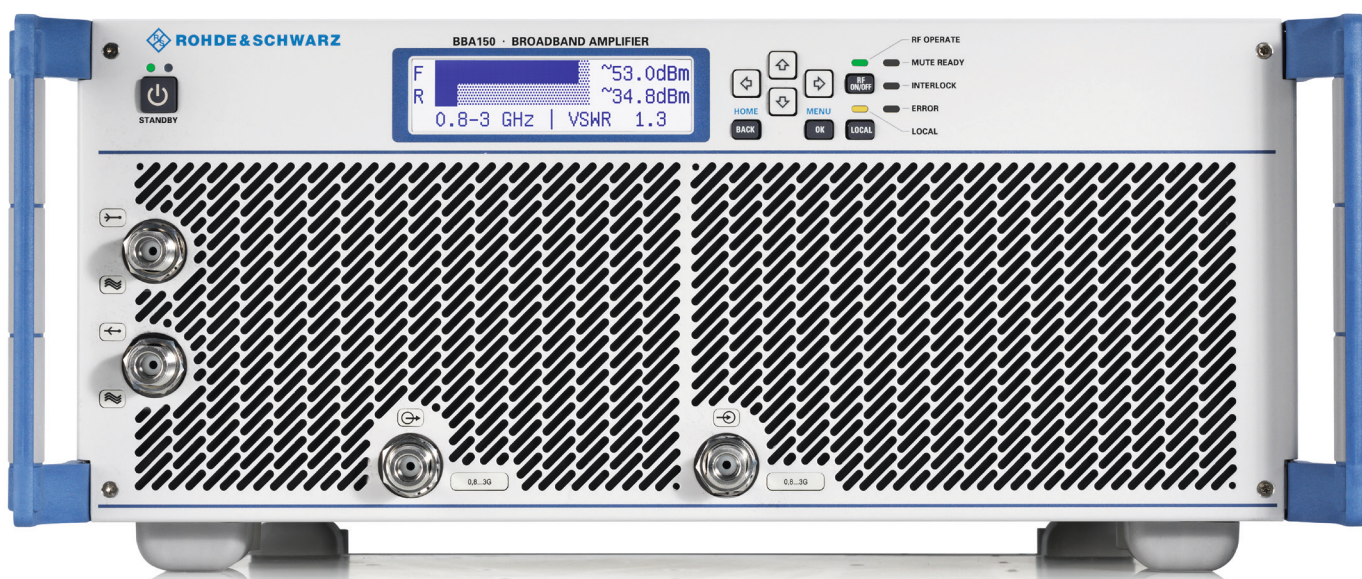 ROHDE&SCHWARZ
BBA150 · BROADBAND AMPLIFIER
STANDBY
F ~53.0dBm
R ~34.8dBm
0.8-3 GHz | VSWR 1.3
HOME
BACK
MENU
OK
RF ON/OFF
LOCAL
RF OPERATE
MUTE READY
INTERLOCK
ERROR
LOCAL
0,8...3G
0,8...3G